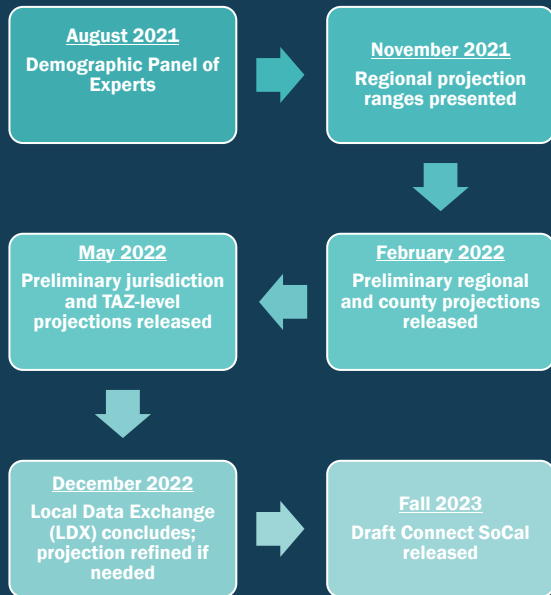 August 2021
Demographic Panel of
Experts
November 2021
Regional projection
ranges presented
February 2022
Preliminary regional
and county projections
released
May 2022
Preliminary jurisdiction
and TAZ-level
projections released
December 2022
Local Data Exchange
(LDX) concludes;
projection refined if
needed
Fall 2023
Draft Connect SoCal
released